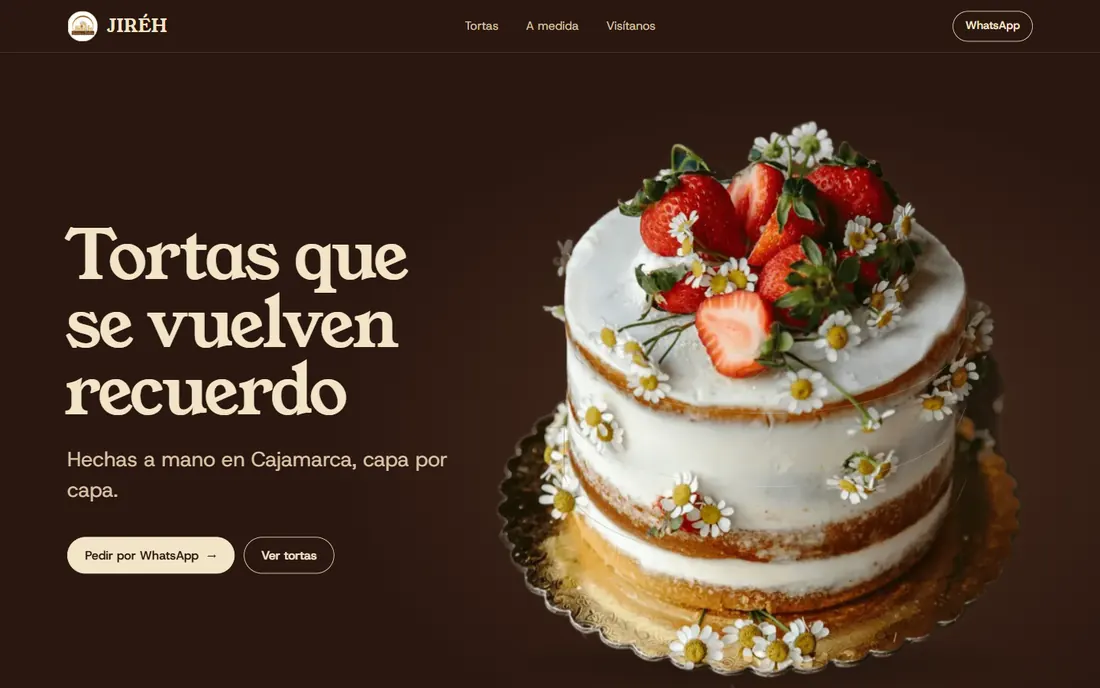 JIRÉH
Tortas
A medida
Visítanos
WhatsApp
Tortas que
se vuelven
recuerdo
Hechas a mano en Cajamarca, capa por
capa.
Pedir por WhatsApp →
Ver tortas